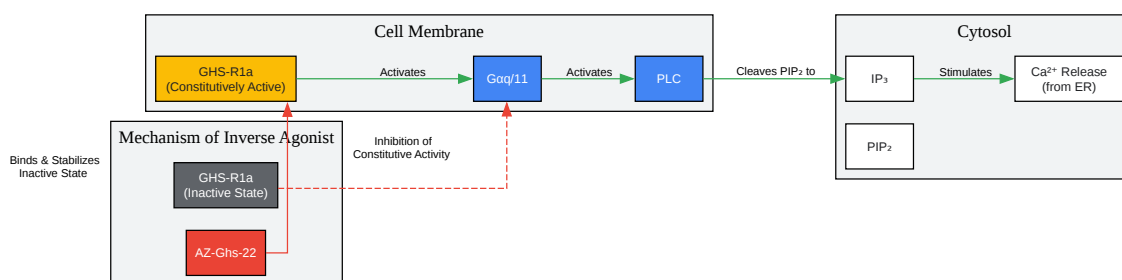 Cell Membrane
Cytosol
GHS-R1a
(Constitutively Active)
Activates
Gαq/11
Activates
PLC
Cleaves PIP₂ to
IP₃
Stimulates
Ca²⁺ Release
(from ER)
Mechanism of Inverse Agonist
Inhibition of
Constitutive Activity
PIP₂
Binds & Stabilizes
Inactive State
GHS-R1a
(Inactive State)
AZ-Ghs-22